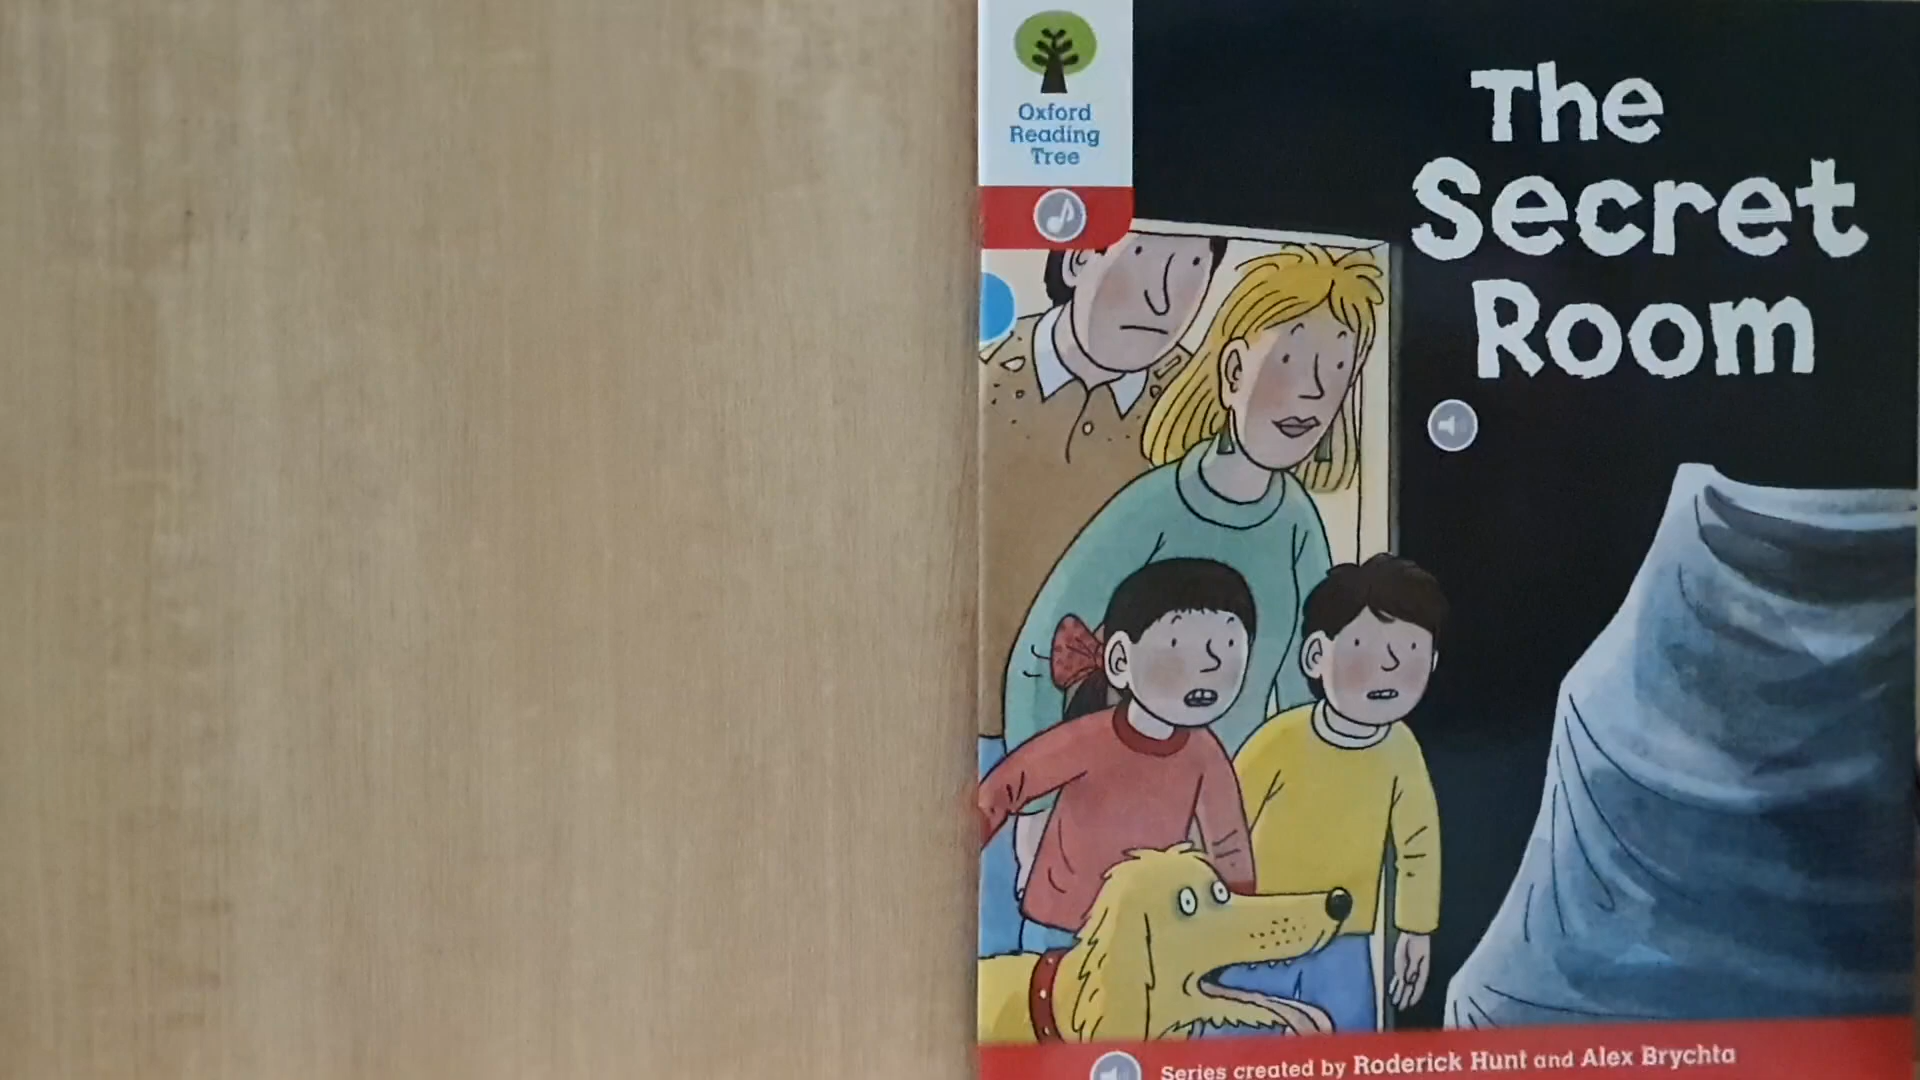 Oxford
Reading
Tree
The
Secret
Room
Series created by Roderick Hunt and Alex Brychta